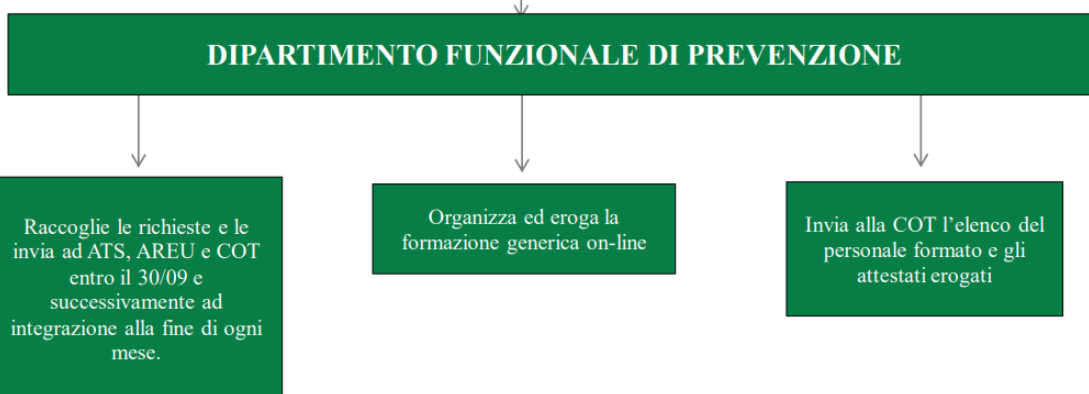 DIPARTIMENTO FUNZIONALE DI PREVENZIONE
Raccoglie le richieste e le
invia ad ATS, AREU e COT
entro il 30/09 e
successivamente ad
integrazione alla fine di ogni
mese.
Organizza ed eroga la
formazione generica on-line
Invia alla COT l’elenco del
personale formato e gli
attestati erogati